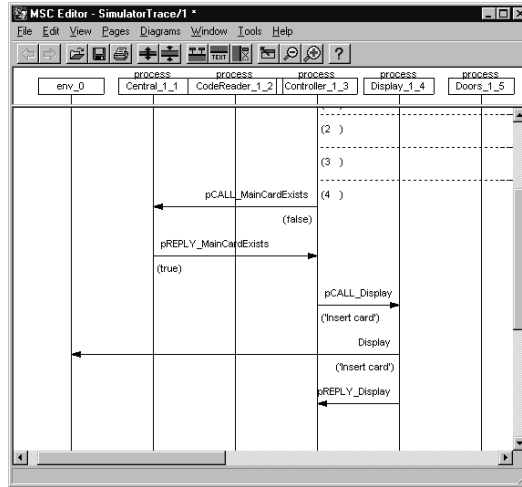 MSC Editor - SimulatorTrace/1 *
File Edit View Pages Diagrams Window Tools Help
TEXT
?
process process process process process
env_0 Central_1_1 CodeReader_1_2 Controller_1_3 Display_1_4 Doors_1_5
(2 )
(3 )
pCALL_MainCardExists (4 )
(false)
pREPLY_MainCardExists
(true)
pCALL_Display
('Insert card')
Display
('Insert card')
pREPLY_Display